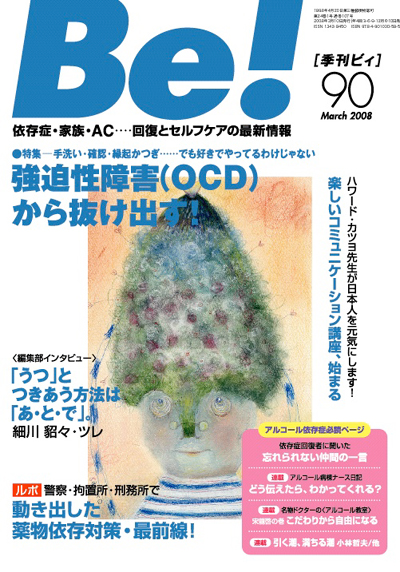 Be!
[季刊ビィ]
90
March 2008
依存症・家族・AC‥‥回復とセルフケアの最新情報
●特集―手洗い・確認・縁起かつぎ……でも好きでやってるわけじゃない
強迫性障害(OCD)
から抜け出す!
ハワード・カツヨ先生が日本人を元気にします!
楽しいコミュニケーション講座、始まる
〈編集部インタビュー〉
「うつ」と
つきあう方法は
「あ・と・で」。
細川 貂々・ツレ
ルポ 警察・拘置所・刑務所で
動き出した
薬物依存対策・最前線!
アルコール依存症必読ページ
依存症回復者に聞いた
忘れられない仲間の一言
連載 アルコール病棟ナース日記
どう伝えたら、わかってくれる?
連載 名物ドクターの〈アルコール教室〉
こだわりから自由になる
連載 引く潮、満ちる潮 小林哲夫/他